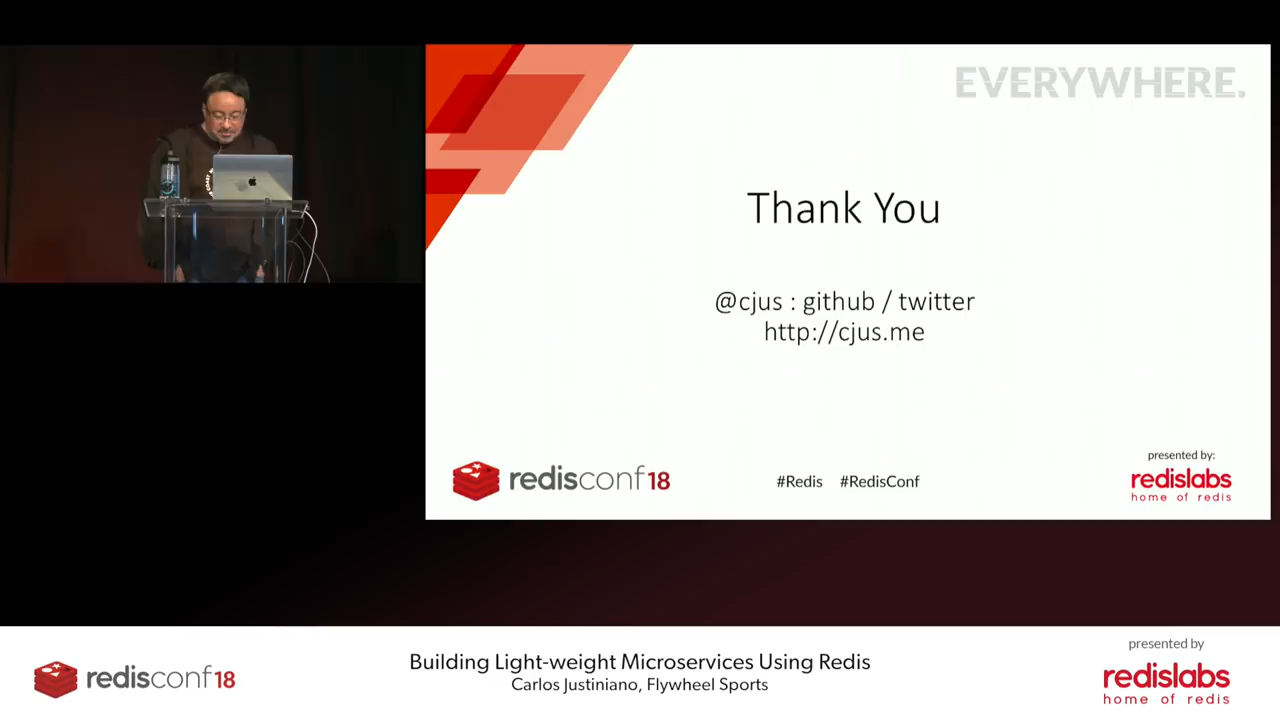 EVERYWHERE.
Thank You
@cjus : github / twitter
http://cjus.me
redisconf18
#Redis #RedisConf
presented by:
redislabs
home of redis
redisconf18
Building Light-weight Microservices Using Redis
Carlos Justiniano, Flywheel Sports
presented by
redislabs
home of redis